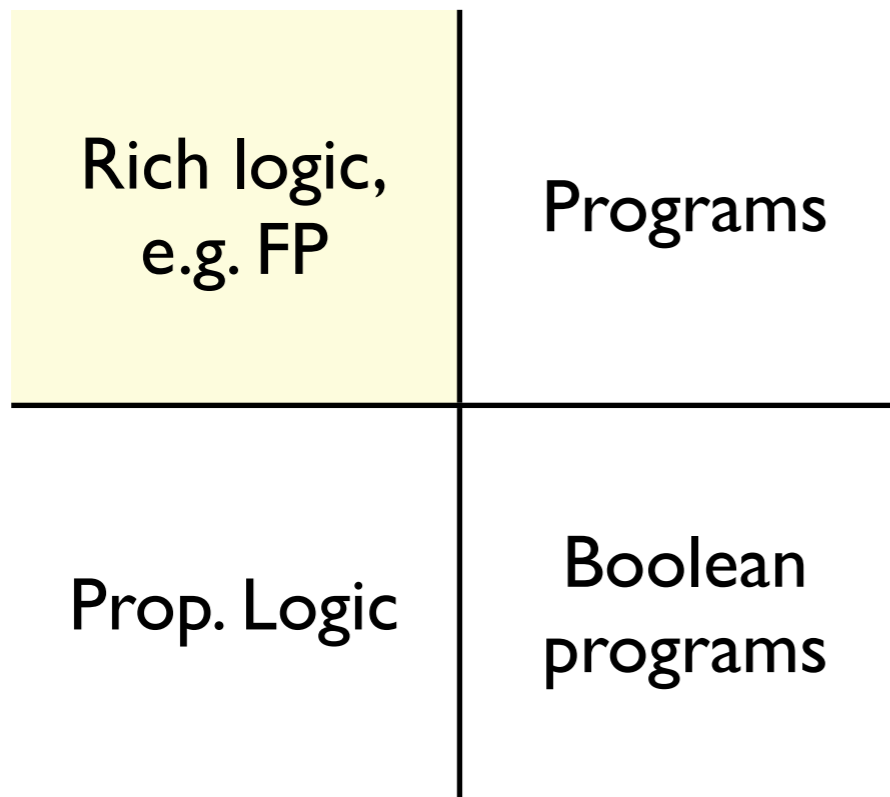 Rich logic,
e.g. FP
Programs
Prop. Logic
Boolean
programs